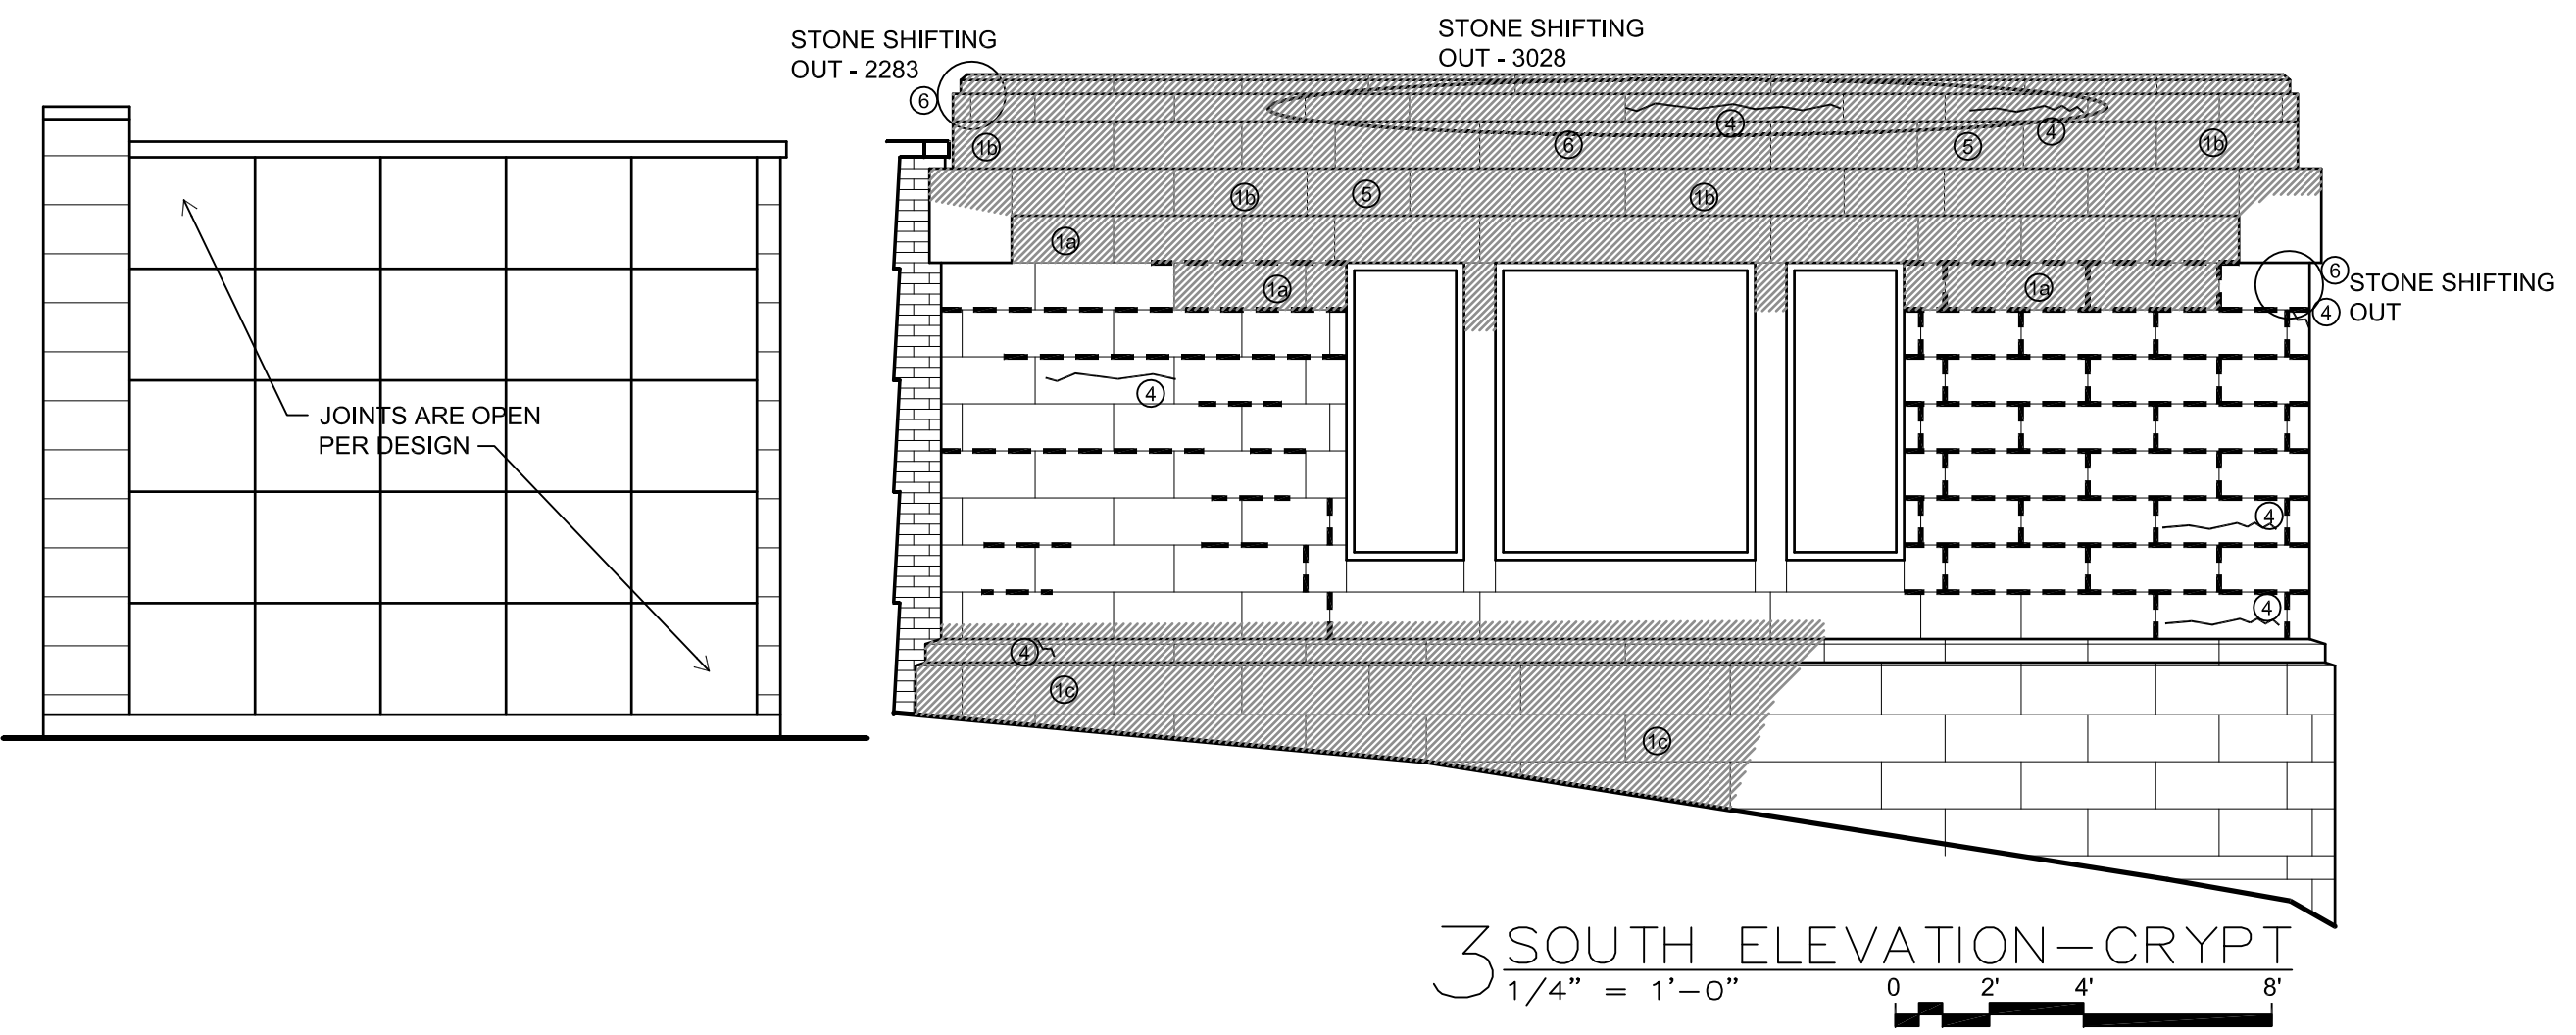 STONE SHIFTING
OUT - 2283
STONE SHIFTING
OUT - 3028
6
4
4
1b
6
5
1b
1b
5
1b
1a
1a
1a
6
STONE SHIFTING
4
OUT
4
JOINTS ARE OPEN
PER DESIGN
4
4
4
1c
1c
3
SOUTH ELEVATION-CRYPT
1/4" = 1'-0"
0 2' 4' 8'